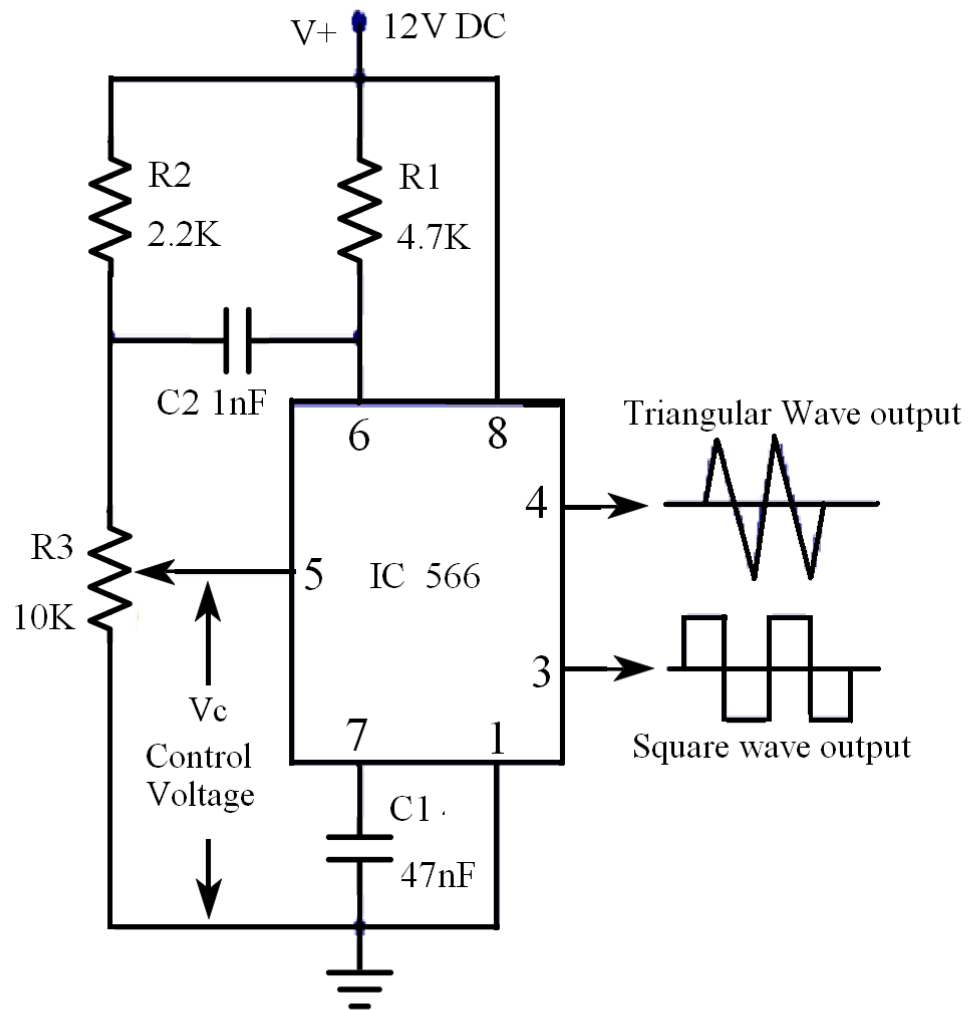 V+ 12V DC
R2
2.2K
R1
4.7K
C2 1nF
6
8
Triangular Wave output
4
R3
10K
5
IC 566
3
Vc
Control
Voltage
7
1
Square wave output
C1
47nF